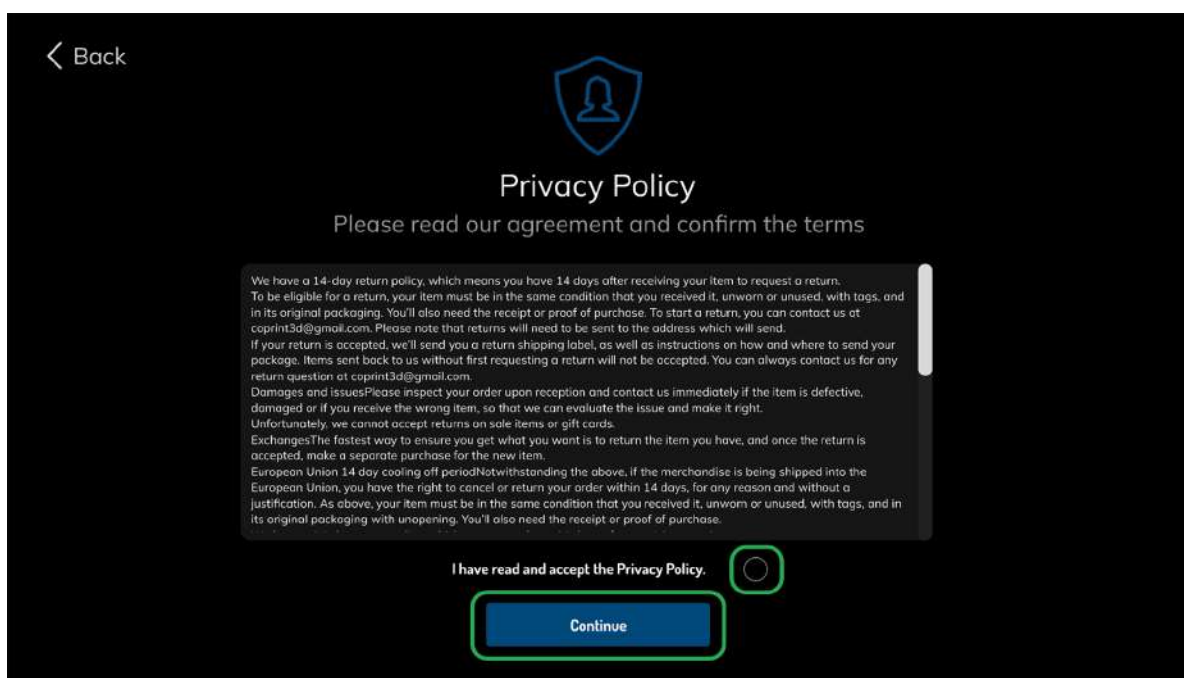 Back
Privacy Policy
Please read our agreement and confirm the terms
We have a 14-day return policy, which means you have 14 days after receiving your item to request a return.
To be eligible for a return, your item must be in the same condition that you received it, unworn or unused, with tags, and
in its original packaging. You'll also need the receipt or proof of purchase. To start a return, you can contact us at
coprint3d@gmail.com. Please note that returns will need to be sent to the address which will send.
If your return is accepted, we'll send you a return shipping label, as well as instructions on how and where to send your
package. Items sent back to us without first requesting a return will not be accepted. You can always contact us for any
return question at coprint3d@gmail.com.
Damages and issuesPlease inspect your order upon reception and contact us immediately if the item is defective,
damaged or if you receive the wrong item, so that we can evaluate the issue and make it right.
Unfortunately, we cannot accept returns on sale items or gift cards.
ExchangesThe fastest way to ensure you get what you want is to return the item you have, and once the return is
accepted, make a separate purchase for the new item.
European Union 14 day cooling off periodNotwithstanding the above, if the merchandise is being shipped into the
European Union, you have the right to cancel or return your order within 14 days, for any reason and without a
justification. As above, your item must be in the same condition that you received it, unworn or unused, with tags, and in
its original packaging with unopening. You'll also need the receipt or proof of purchase.
I have read and accept the Privacy Policy.
Continue